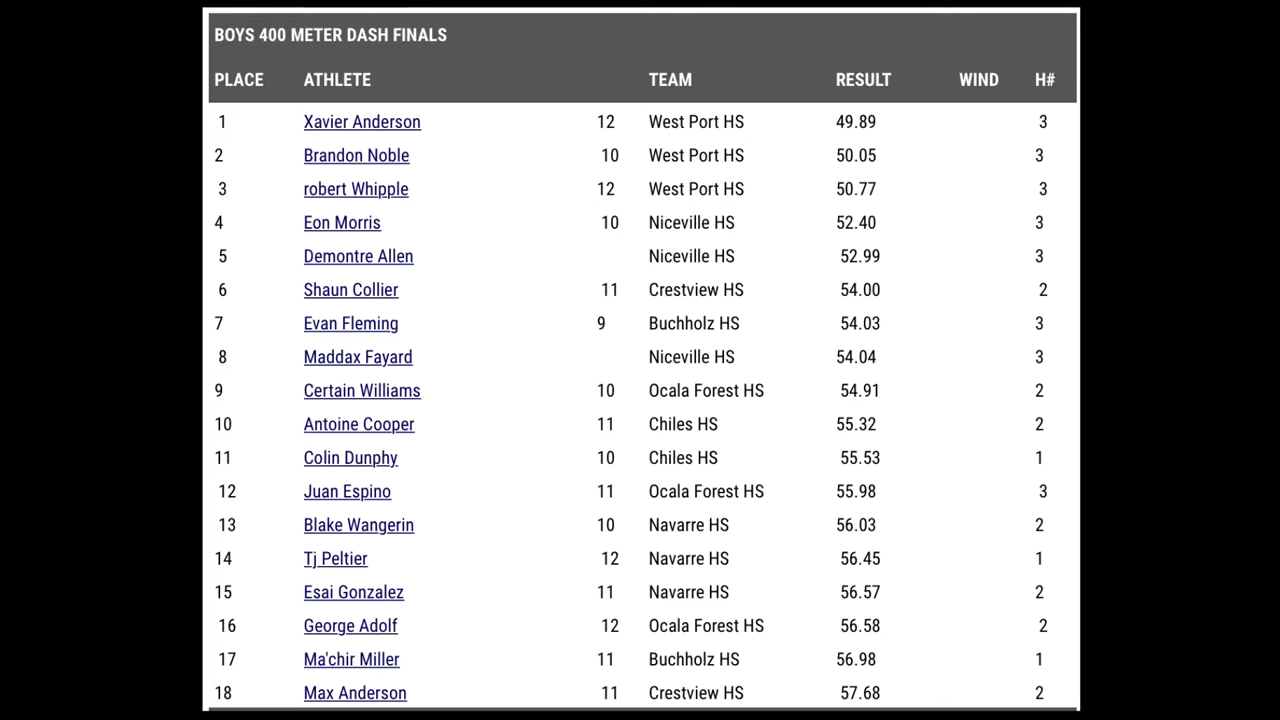 BOYS 400 METER DASH FINALS
PLACE ATHLETE TEAM RESULT WIND H#
1 Xavier Anderson 12 West Port HS 49.89 3
2 Brandon Noble 10 West Port HS 50.05 3
3 robert Whipple 12 West Port HS 50.77 3
4 Eon Morris 10 Niceville HS 52.40 3
5 Demontre Allen Niceville HS 52.99 3
6 Shaun Collier 11 Crestview HS 54.00 2
7 Evan Fleming 9 Buchholz HS 54.03 3
8 Maddax Fayard Niceville HS 54.04 3
9 Certain Williams 10 Ocala Forest HS 54.91 2
10 Antoine Cooper 11 Chiles HS 55.32 2
11 Colin Dunphy 10 Chiles HS 55.53 1
12 Juan Espino 11 Ocala Forest HS 55.98 3
13 Blake Wangerin 10 Navarre HS 56.03 2
14 Tj Peltier 12 Navarre HS 56.45 1
15 Esai Gonzalez 11 Navarre HS 56.57 2
16 George Adolf 12 Ocala Forest HS 56.58 2
17 Ma'chir Miller 11 Buchholz HS 56.98 1
18 Max Anderson 11 Crestview HS 57.68 2